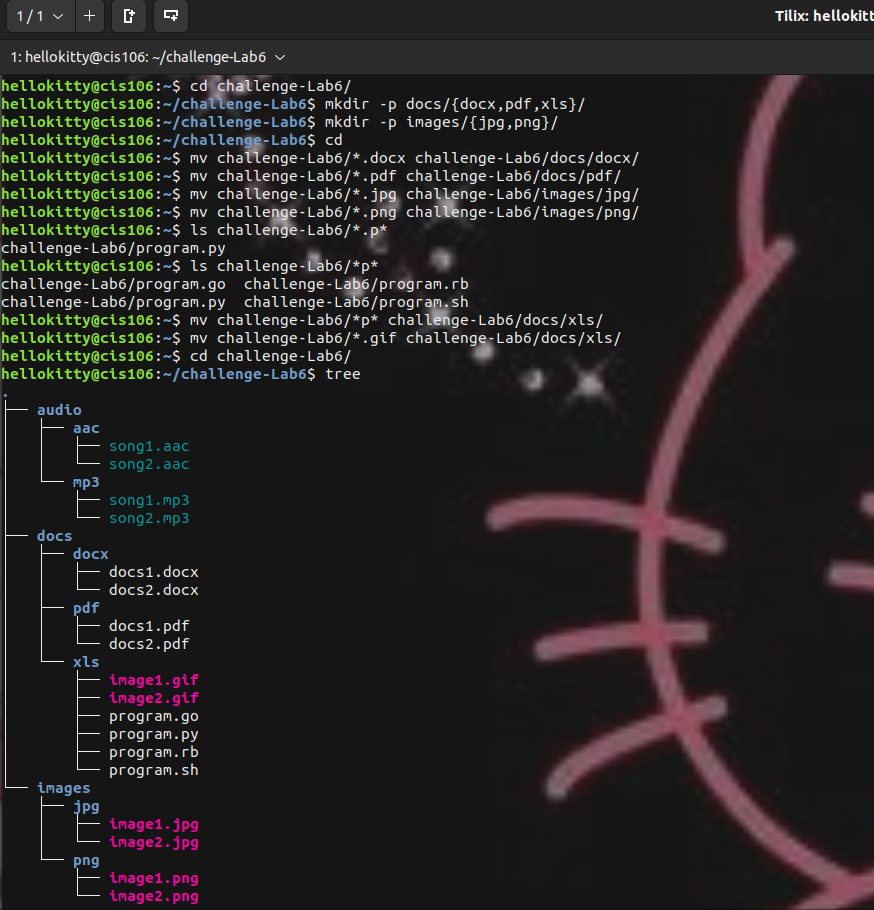 1 / 1
Tilix: hellokitt
1: hellokitty@cis106: ~/challenge-Lab6
hellokitty@cis106:~$ cd challenge-Lab6/
hellokitty@cis106:~/challenge-Lab6$ mkdir -p docs/{docx,pdf,xls}/
hellokitty@cis106:~/challenge-Lab6$ mkdir -p images/{jpg,png}/
hellokitty@cis106:~/challenge-Lab6$ cd
hellokitty@cis106:~$ mv challenge-Lab6/*.docx challenge-Lab6/docs/docx/
hellokitty@cis106:~$ mv challenge-Lab6/*.pdf challenge-Lab6/docs/pdf/
hellokitty@cis106:~$ mv challenge-Lab6/*.jpg challenge-Lab6/images/jpg/
hellokitty@cis106:~$ mv challenge-Lab6/*.png challenge-Lab6/images/png/
hellokitty@cis106:~$ ls challenge-Lab6/*.p*
challenge-Lab6/program.py
hellokitty@cis106:~$ ls challenge-Lab6/*p*
challenge-Lab6/program.go  challenge-Lab6/program.rb
challenge-Lab6/program.py  challenge-Lab6/program.sh
hellokitty@cis106:~$ mv challenge-Lab6/*p* challenge-Lab6/docs/xls/
hellokitty@cis106:~$ mv challenge-Lab6/*.gif challenge-Lab6/docs/xls/
hellokitty@cis106:~$ cd challenge-Lab6/
hellokitty@cis106:~/challenge-Lab6$ tree
.
├── audio
│   ├── aac
│   │   ├── song1.aac
│   │   └── song2.aac
│   └── mp3
│       ├── song1.mp3
│       └── song2.mp3
├── docs
│   ├── docx
│   │   ├── docs1.docx
│   │   └── docs2.docx
│   ├── pdf
│   │   ├── docs1.pdf
│   │   └── docs2.pdf
│   └── xls
│       ├── image1.gif
│       ├── image2.gif
│       ├── program.go
│       ├── program.py
│       ├── program.rb
│       └── program.sh
└── images
    ├── jpg
    │   ├── image1.jpg
    │   └── image2.jpg
    └── png
        ├── image1.png
        └── image2.png